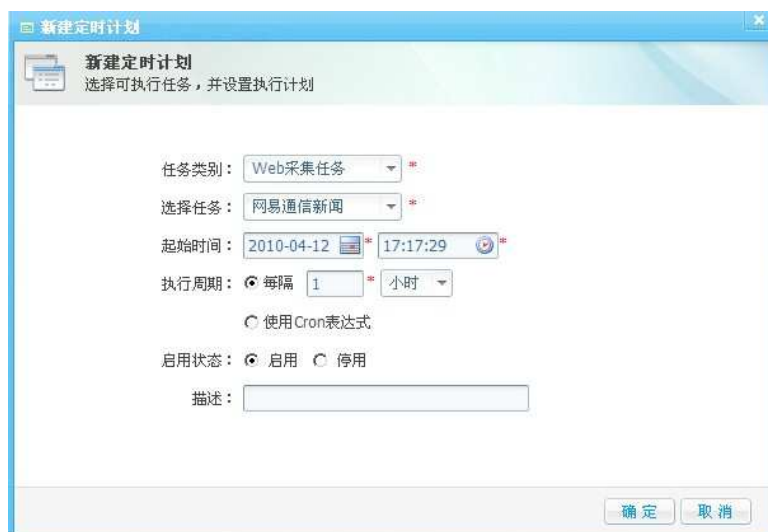 新建定时计划
新建定时计划
选择可执行任务，并设置执行计划
任务类别： Web采集任务 *
选择任务： 网易通信新闻 *
起始时间： 2010-04-12 * 17:17:29 *
执行周期： 每隔 1 * 小时
使用Cron表达式
启用状态： 启用 停用
描述：
确定 取消